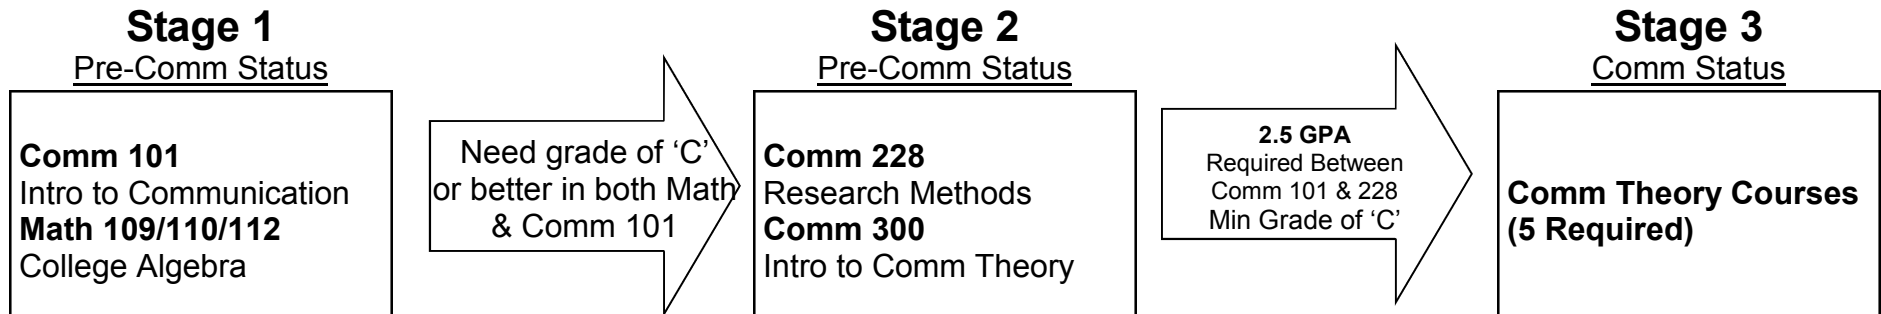 Stage 1
Pre-Comm Status
Comm 101
Intro to Communication
Math 109/110/112
College Algebra
Need grade of ‘C’
or better in both Math
& Comm 101
Stage 2
Pre-Comm Status
Comm 228
Research Methods
Comm 300
Intro to Comm Theory
2.5 GPA
Required Between
Comm 101 & 228
Min Grade of ‘C’
Stage 3
Comm Status
Comm Theory Courses
(5 Required)